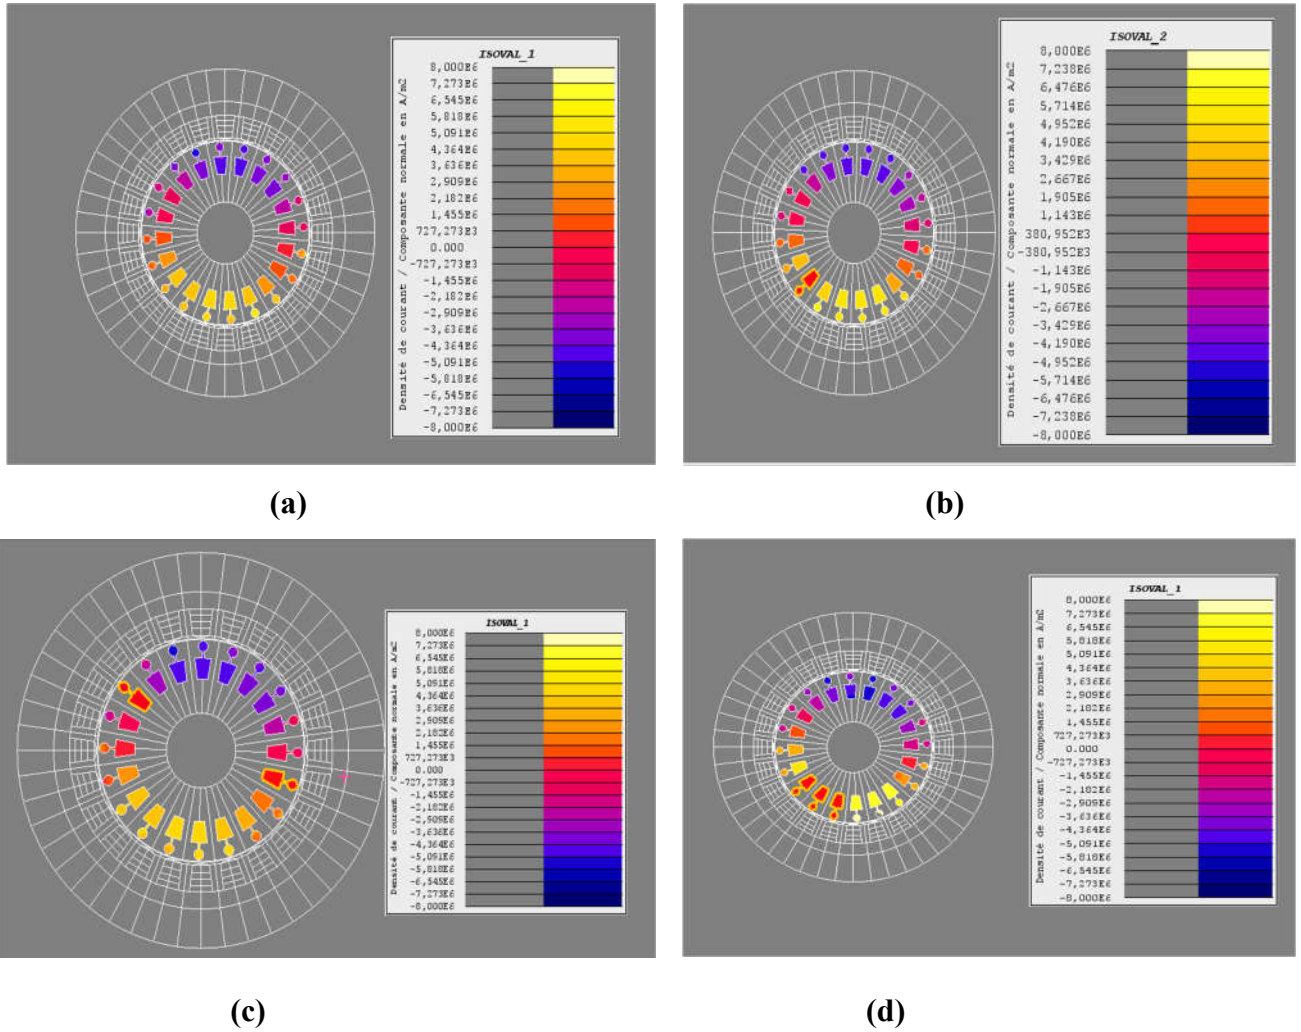 ISOVAL_1
Densité de courant / Composante normale en A/m2
8,000E6
7,273E6
6,545E6
5,818E6
5,091E6
4,364E6
3,636E6
2,909E6
2,182E6
1,455E6
727,273E3
0.000
-727,273E3
-1,455E6
-2,182E6
-2,909E6
-3,636E6
-4,364E6
-5,091E6
-5,818E6
-6,545E6
-7,273E6
-8,000E6
(a)
ISOVAL_2
Densité de courant / Composante normale en A/m2
8,000E6
7,238E6
6,476E6
5,714E6
4,952E6
4,190E6
3,429E6
2,667E6
1,905E6
1,143E6
380,952E3
-380,952E3
-1,143E6
-1,905E6
-2,667E6
-3,429E6
-4,190E6
-4,952E6
-5,714E6
-6,476E6
-7,238E6
-8,000E6
(b)
ISOVAL_1
Densité de courant / Composante normale en A/m2
8,000E6
7,273E6
6,545E6
5,818E6
5,091E6
4,364E6
3,636E6
2,909E6
2,182E6
1,455E6
727,273E3
0.000
-727,273E3
-1,455E6
-2,182E6
-2,909E6
-3,636E6
-4,364E6
-5,091E6
-5,818E6
-6,545E6
-7,273E6
-8,000E6
(c)
ISOVAL_1
Densité de courant / Composante normale en A/m2
8,000E6
7,273E6
6,545E6
5,818E6
5,091E6
4,364E6
3,636E6
2,909E6
2,182E6
1,455E6
727,273E3
0.000
-727,273E3
-1,455E6
-2,182E6
-2,909E6
-3,636E6
-4,364E6
-5,091E6
-5,818E6
-6,545E6
-7,273E6
-8,000E6
(d)